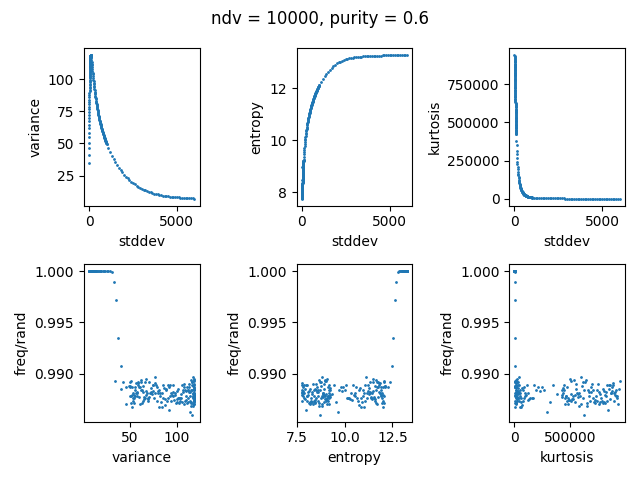 ndv = 10000, purity = 0.6
variance
100
75
50
25
0
5000
stddev
entropy
12
10
8
0
5000
stddev
kurtosis
750000
500000
250000
0
0
5000
stddev
freq/rand
1.000
0.995
0.990
50
100
variance
freq/rand
1.000
0.995
0.990
7.5
10.0
12.5
entropy
freq/rand
1.000
0.995
0.990
0
500000
kurtosis